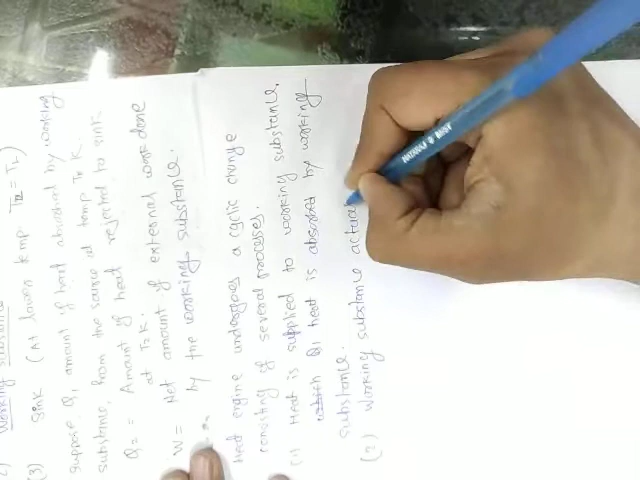 2) Working substance
(3) Sink (At lower temp T2 = TL)
suppose Q1 amount of heat absorbed by working
substance, from the source at temp T1 K.
Q2 = Amount of heat rejected to sink
at T2 K.
W = Net amount of external work done
by the working substance.
heat engine undergoes a cyclic change
consisting of several processes.
(1) Heat is supplied to working substance.
Q1 heat is absorbed by working
substance.
(2) Working substance actua